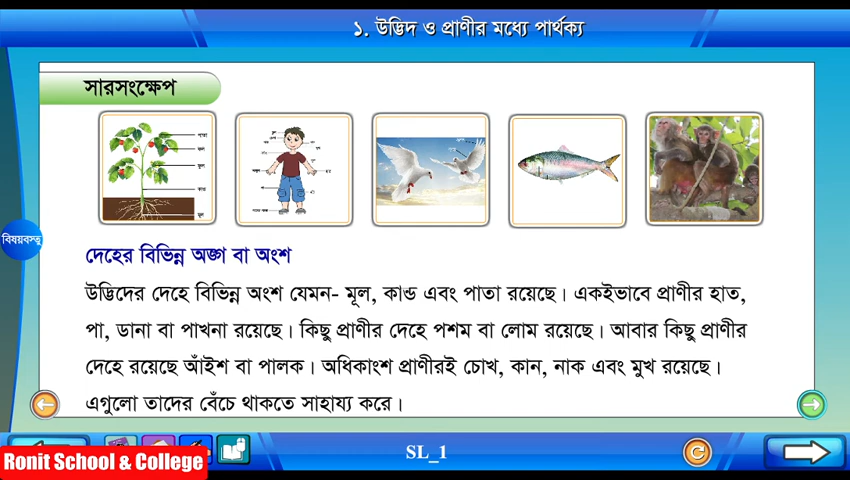 ১. উদ্ভিদ ও প্রাণীর মধ্যে পার্থক্য
সারসংক্ষেপ
পাতা
ফল
ফুল
কান্ড
মূল
বিষয়বস্তু
দেহের বিভিন্ন অঙ্গ বা অংশ
উদ্ভিদের দেহে বিভিন্ন অংশ যেমন- মূল, কান্ড এবং পাতা রয়েছে। একইভাবে প্রাণীর হাত,
পা, ডানা বা পাখনা রয়েছে। কিছু প্রাণীর দেহে পশম বা লোম রয়েছে। আবার কিছু প্রাণীর
দেহে রয়েছে আঁইশ বা পালক। অধিকাংশ প্রাণীরই চোখ, কান, নাক এবং মুখ রয়েছে।
এগুলো তাদের বেঁচে থাকতে সাহায্য করে।
SL_1
Ronit School & College